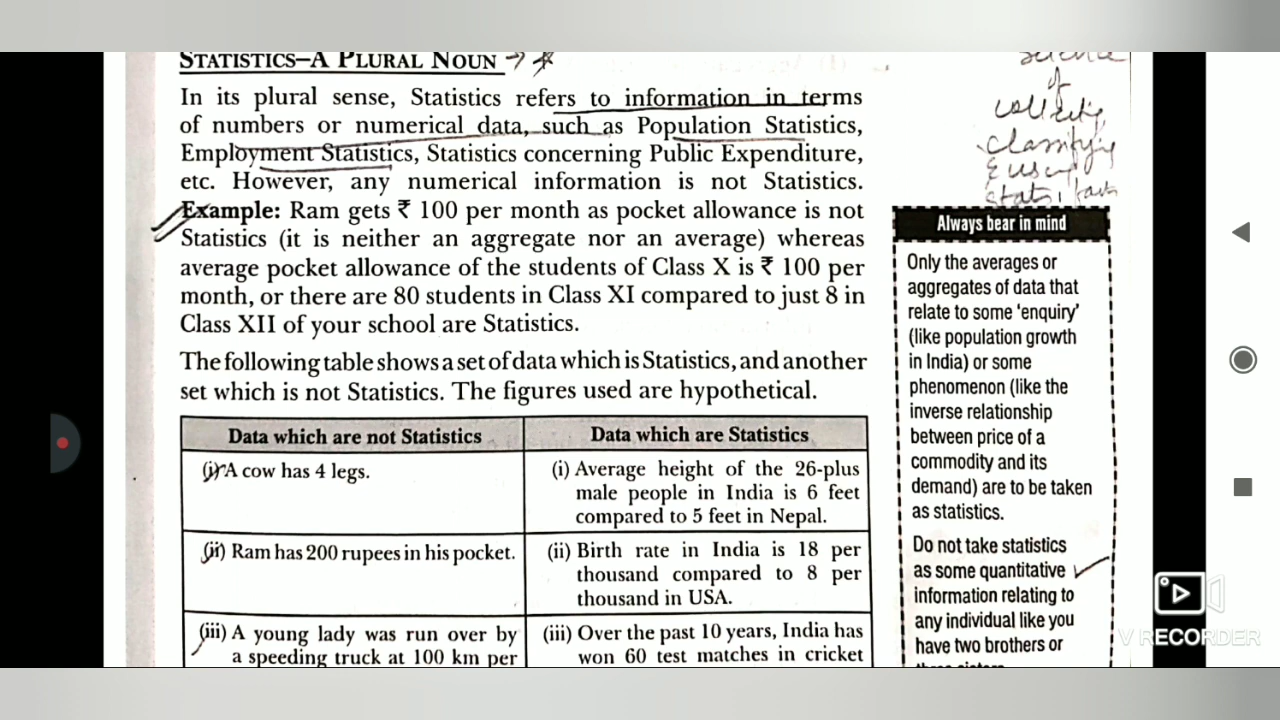 STATISTICS–A PLURAL NOUN
In its plural sense, Statistics refers to information in terms
of numbers or numerical data, such as Population Statistics,
Employment Statistics, Statistics concerning Public Expenditure,
etc. However, any numerical information is not Statistics.
Example: Ram gets ₹ 100 per month as pocket allowance is not
Statistics (it is neither an aggregate nor an average) whereas
average pocket allowance of the students of Class X is ₹ 100 per
month, or there are 80 students in Class XI compared to just 8 in
Class XII of your school are Statistics.
The following table shows a set of data which is Statistics, and another
set which is not Statistics. The figures used are hypothetical.
Data which are not Statistics
Data which are Statistics
(i) A cow has 4 legs.
(i) Average height of the 26-plus
male people in India is 6 feet
compared to 5 feet in Nepal.
(ii) Ram has 200 rupees in his pocket.
(ii) Birth rate in India is 18 per
thousand compared to 8 per
thousand in USA.
(iii) A young lady was run over by
a speeding truck at 100 km per
(iii) Over the past 10 years, India has
won 60 test matches in cricket
science
of
collecting,
classifying
& using
Always bear in mind
Only the averages or
aggregates of data that
relate to some 'enquiry'
(like population growth
in India) or some
phenomenon (like the
inverse relationship
between price of a
commodity and its
demand) are to be taken
as statistics.
Do not take statistics
as some quantitative
information relating to
any individual like you
have two brothers or
V RECORDER